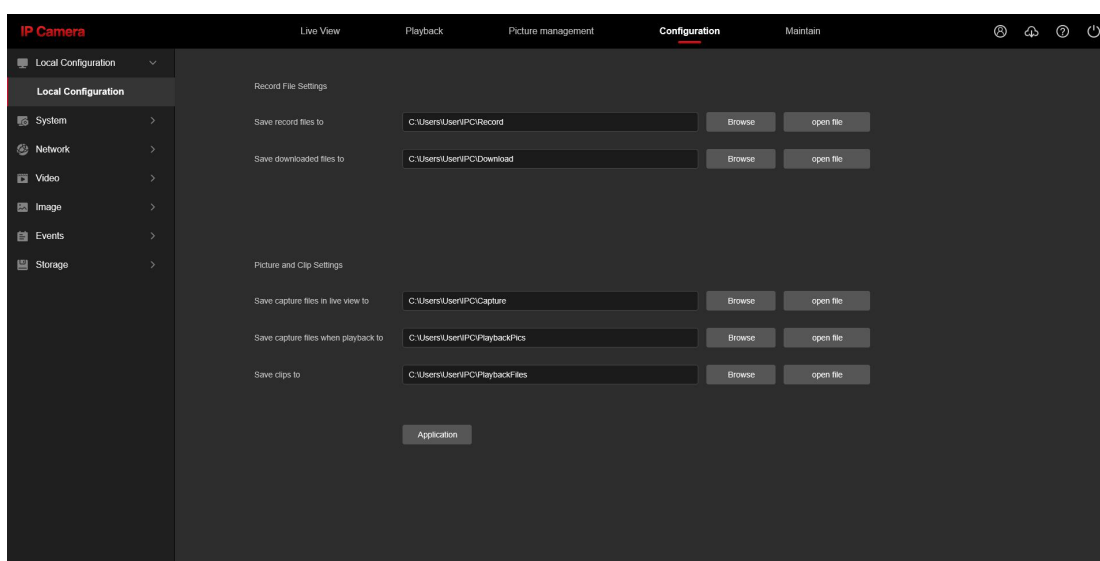 IP Camera
Live View
Playback
Picture management
Configuration
Maintain
Local Configuration
Local Configuration
System
Network
Video
Image
Events
Storage
Record File Settings
Save record files to C:\Users\User\IPC\Record Browse open file
Save downloaded files to C:\Users\User\IPC\Download Browse open file
Picture and Clip Settings
Save capture files in live view to C:\Users\User\IPC\Capture Browse open file
Save capture files when playback to C:\Users\User\IPC\PlaybackPics Browse open file
Save clips to C:\Users\User\IPC\PlaybackFiles Browse open file
Application